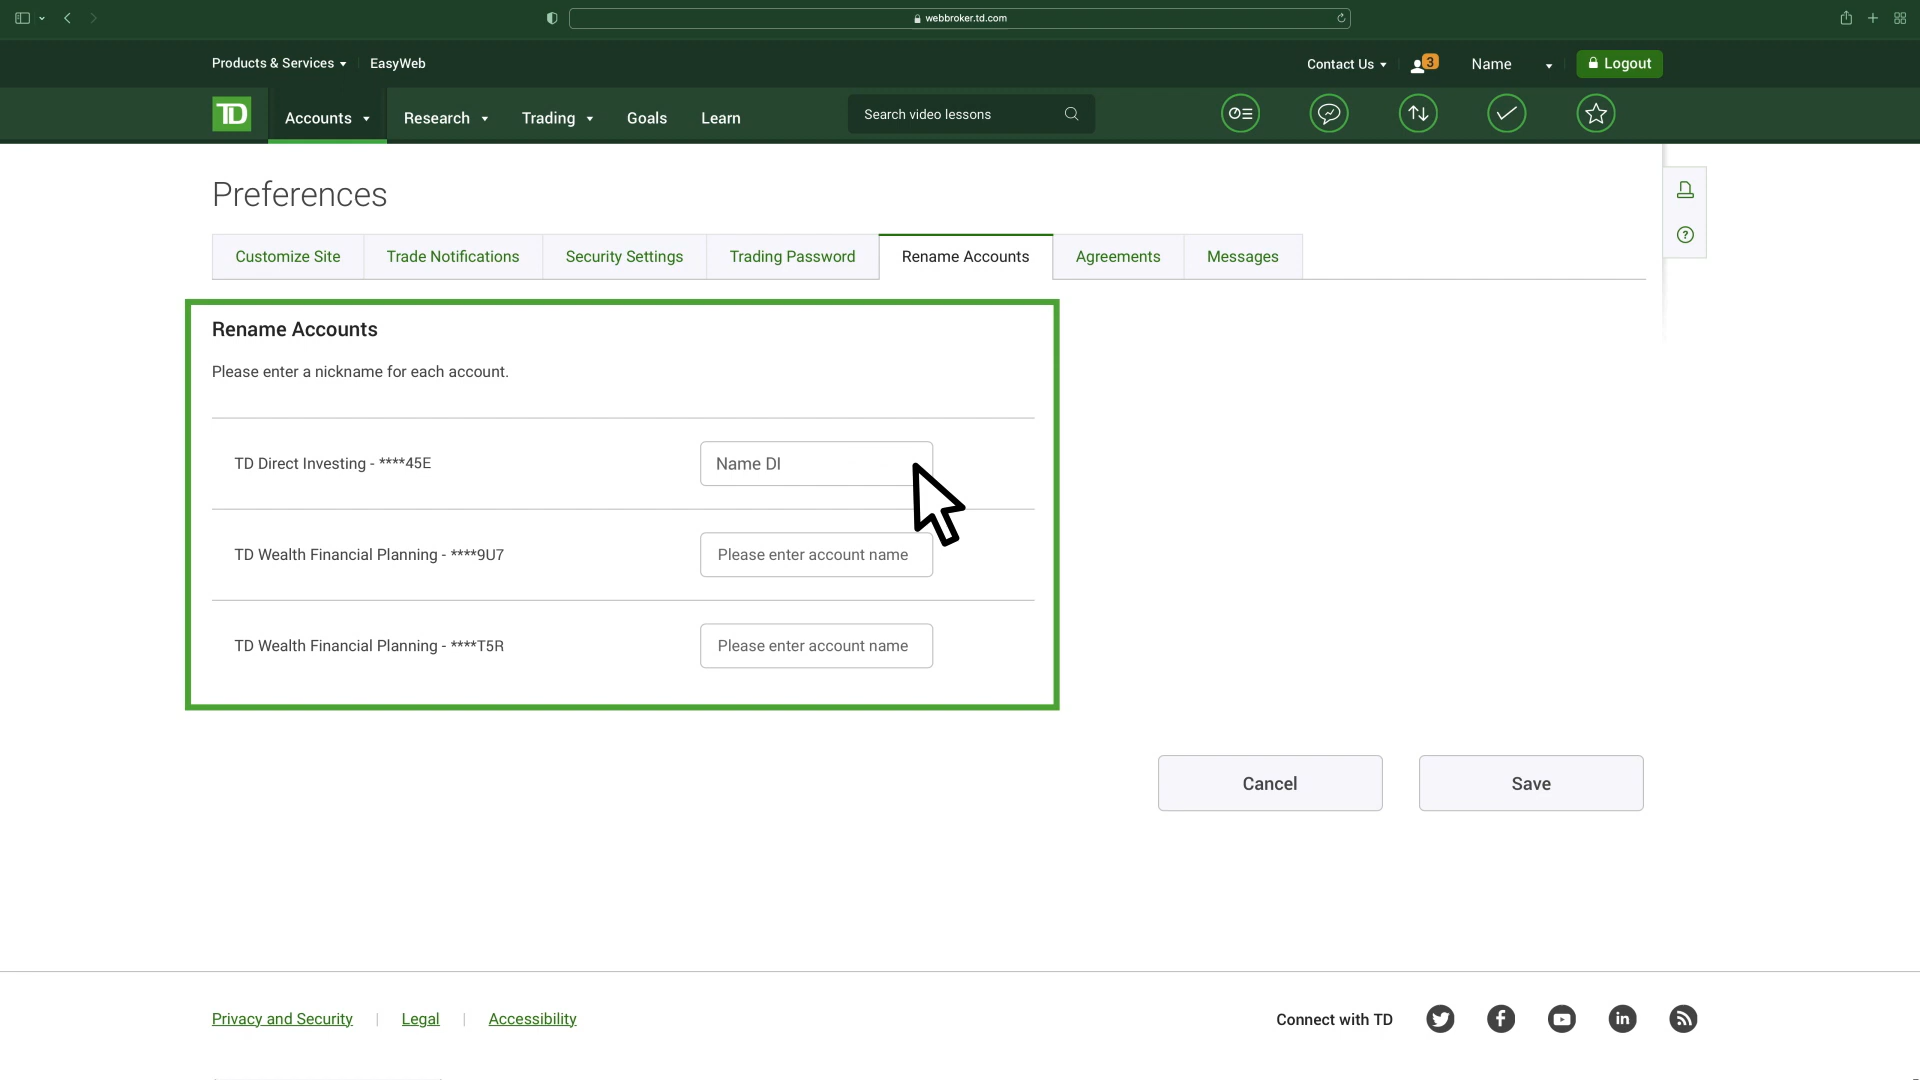 webbroker.td.com
Products & Services EasyWeb Contact Us 3 Name Logout
TD Accounts Research Trading Goals Learn Search video lessons
Preferences
Customize Site Trade Notifications Security Settings Trading Password Rename Accounts Agreements Messages
Rename Accounts
Please enter a nickname for each account.
TD Direct Investing - ****45E Name DI
TD Wealth Financial Planning - ****9U7 Please enter account name
TD Wealth Financial Planning - ****T5R Please enter account name
Cancel Save
Privacy and Security | Legal | Accessibility Connect with TD